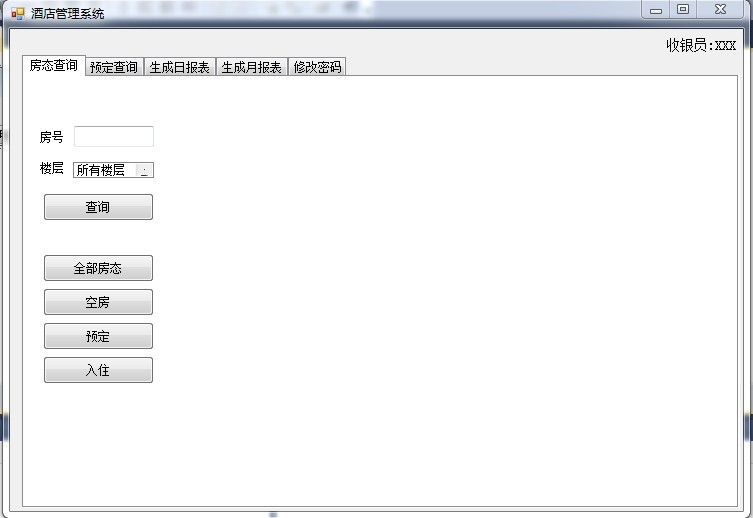 酒店管理系统
收银员:XXX
房态查询 预定查询 生成日报表 生成月报表 修改密码
房号
楼层 所有楼层
查询
全部房态
空房
预定
入住